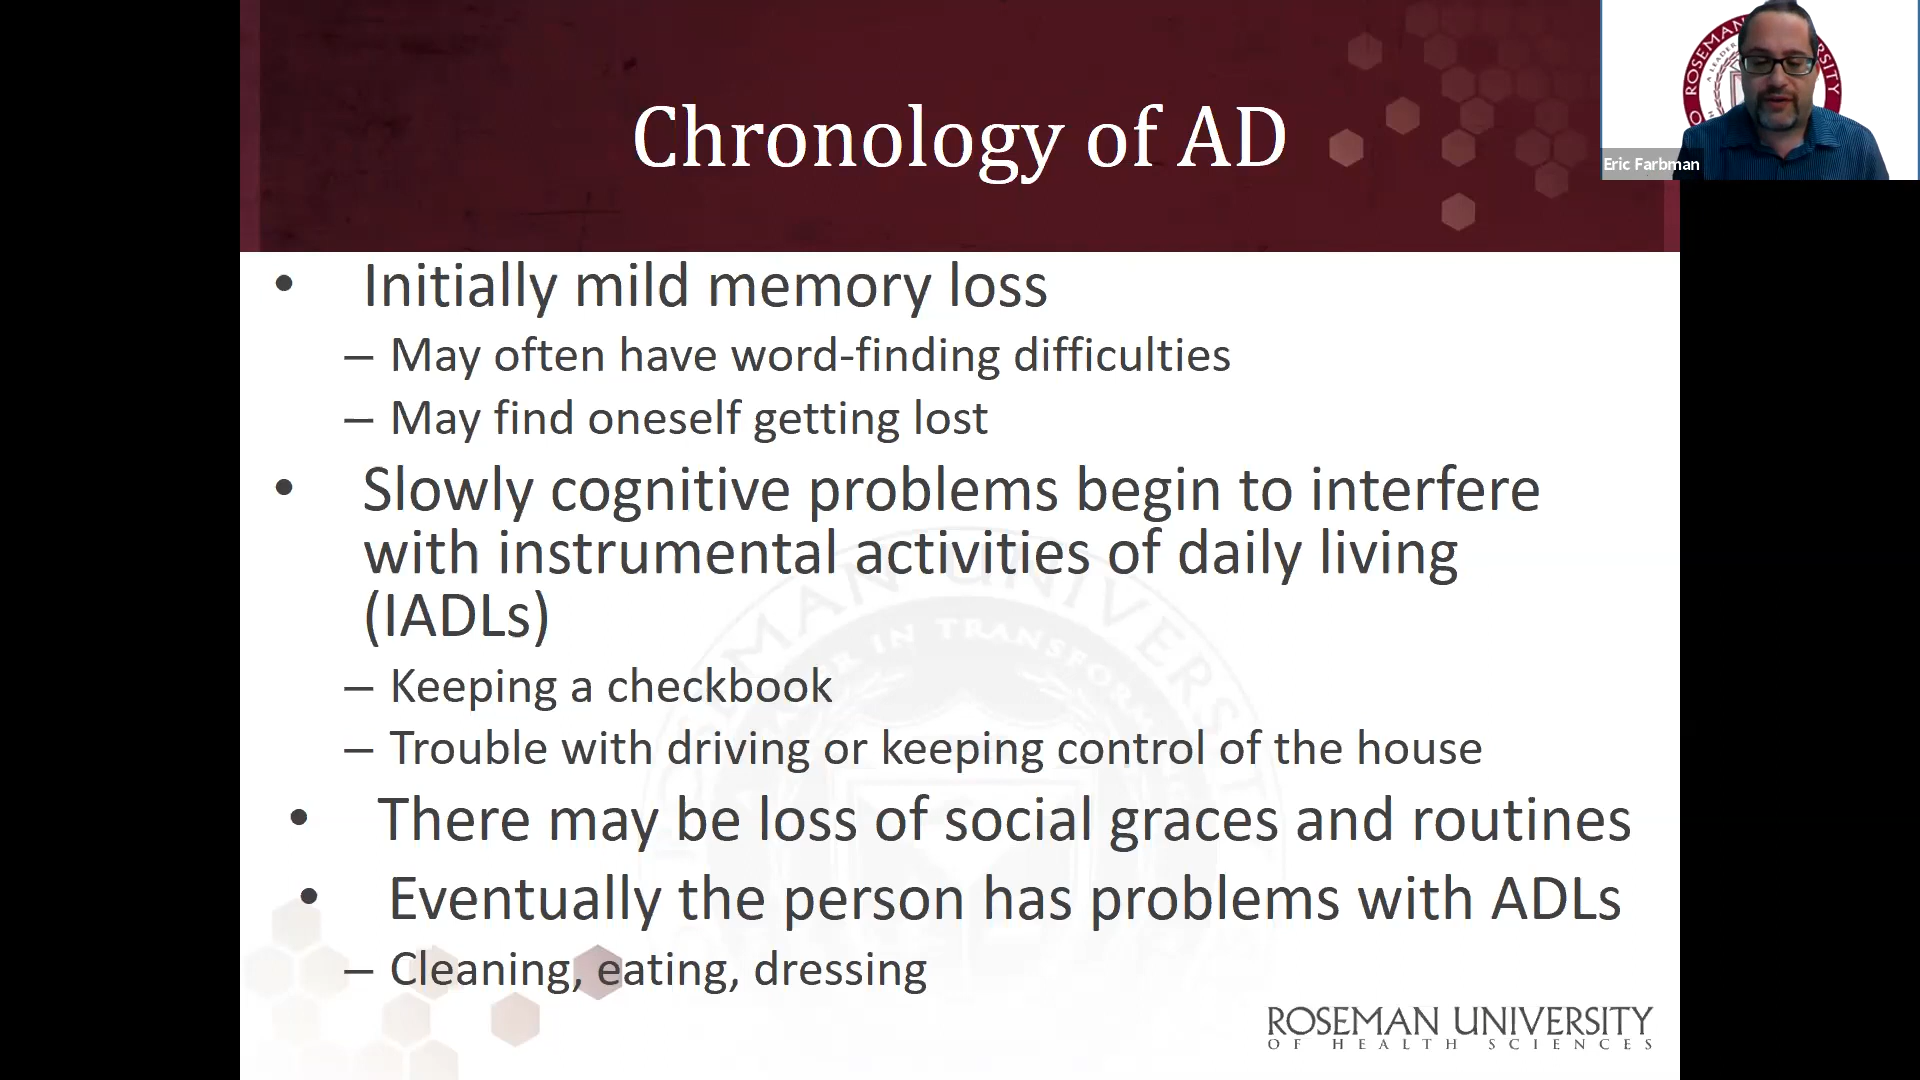 Chronology of AD
ROSEMAN
Eric Farbman
• Initially mild memory loss
– May often have word-finding difficulties
– May find oneself getting lost
• Slowly cognitive problems begin to interfere
with instrumental activities of daily living
(IADLs)
– Keeping a checkbook
– Trouble with driving or keeping control of the house
• There may be loss of social graces and routines
• Eventually the person has problems with ADLs
– Cleaning, eating, dressing
ROSEMAN UNIVERSITY
OF HEALTH SCIENCES